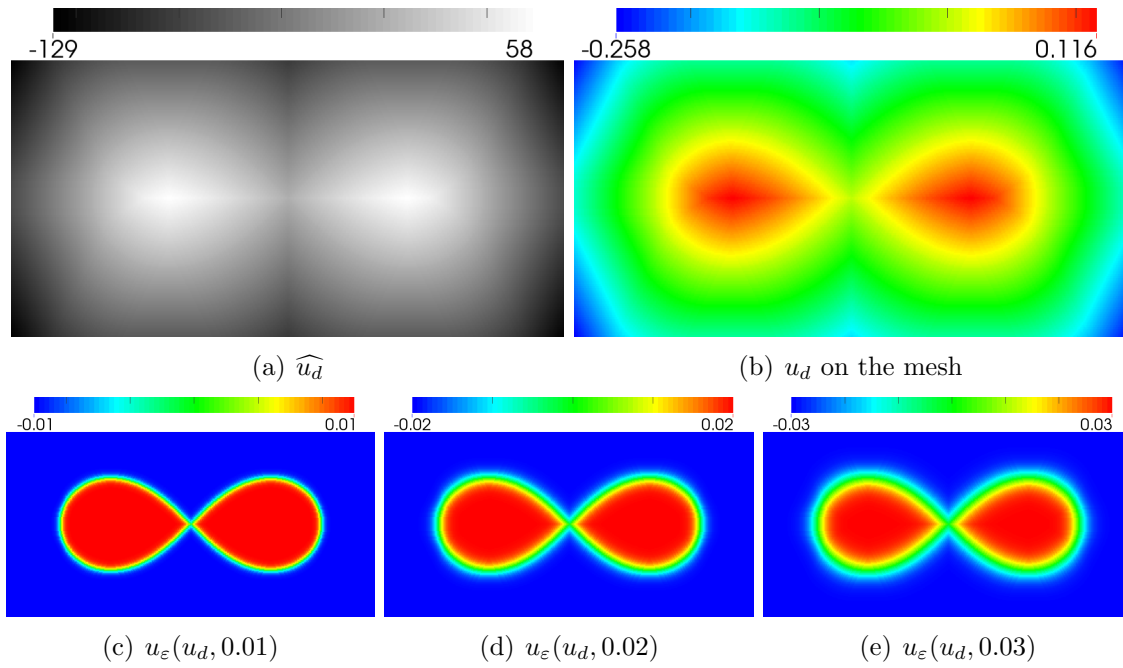 -129 58
-0.258 0.116
(a) $\widehat{u_d}$
(b) $u_d$ on the mesh
-0.01 0.01
-0.02 0.02
-0.03 0.03
(c) $u_\varepsilon(u_d, 0.01)$
(d) $u_\varepsilon(u_d, 0.02)$
(e) $u_\varepsilon(u_d, 0.03)$